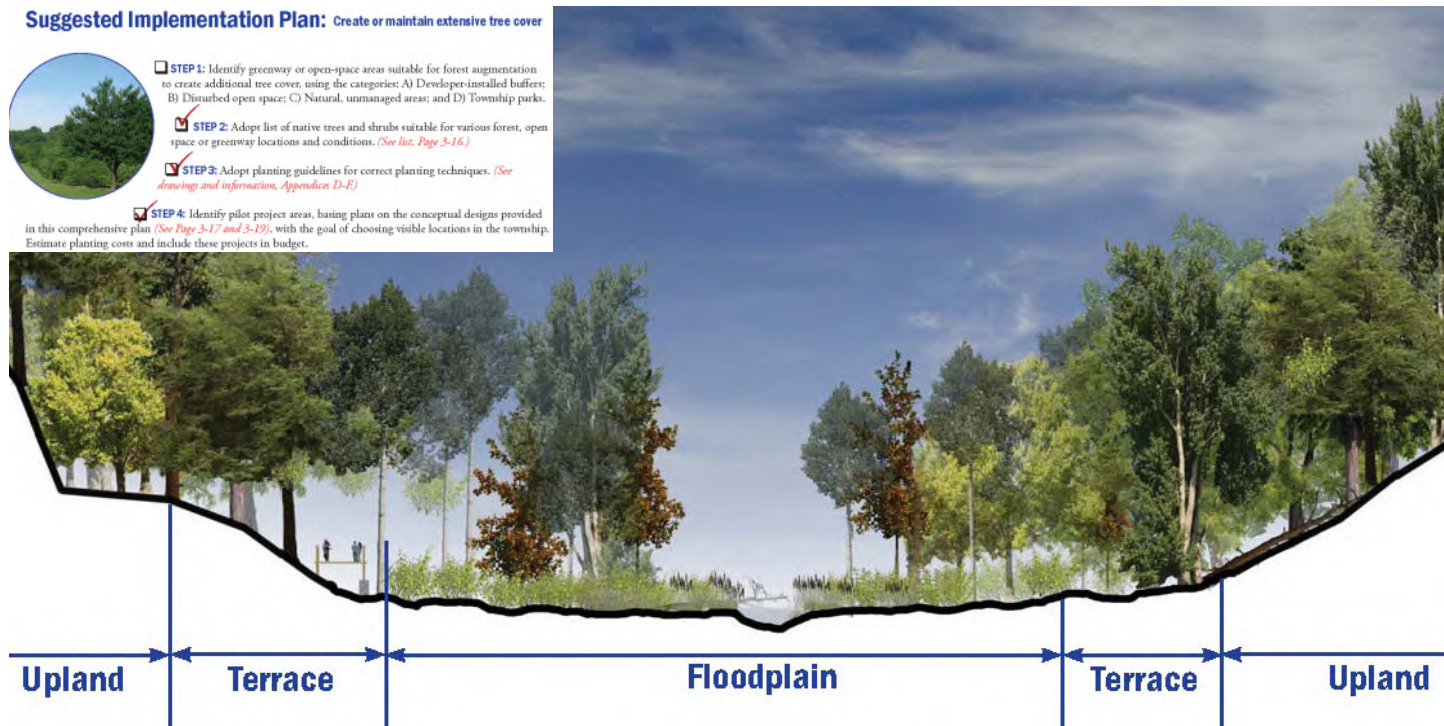 Suggested Implementation Plan: Create or maintain extensive tree cover
STEP 1: Identify greenway or open-space areas suitable for forest augmentation
to create additional tree cover, using the categories: A) Developer-installed buffers;
B) Disturbed open space; C) Natural, unmanaged areas; and D) Township parks.
STEP 2: Adopt list of native trees and shrubs suitable for various forest, open
space or greenway locations and conditions. (See list, Page 3-16.)
STEP 3: Adopt planting guidelines for correct planting techniques. (See
drawings and information, Appendices D-F.)
STEP 4: Identify pilot project areas, basing plans on the conceptual designs provided
in this comprehensive plan (See Page 3-17 and 3-19), with the goal of choosing visible locations in the township.
Estimate planting costs and include these projects in budget.
Upland Terrace Floodplain Terrace Upland